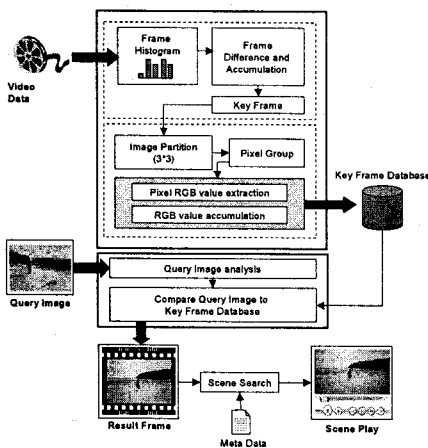 Frame
Histogram
Frame
Difference and
Accumulation
Video
Data
Key Frame
Image Partition
(3*3)
Pixel Group
Pixel RGB value extraction
RGB value accumulation
Key Frame Database
Query Image
Query Image analysis
Compare Query Image to
Key Frame Database
Result Frame
Scene Search
Meta Data
Scene Play